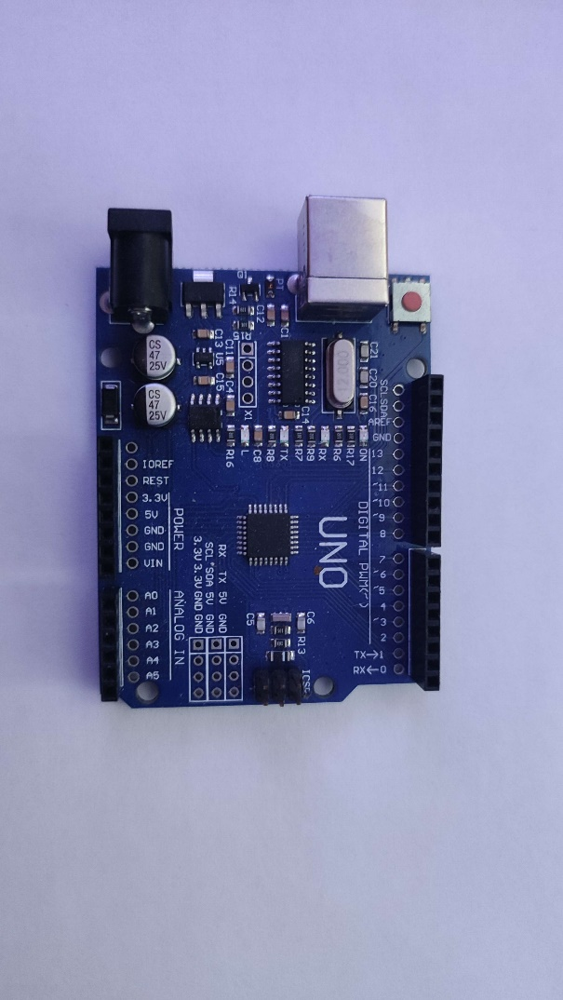 R14
C12
C1
CS
47
25V
CS
47
25V
C13
U5
C15
C11
C4
X1
C14
12.000
C21
C20
C16
R16
L
C8
R8
TX
R7
R9
RX
R6
R17
ON
SCL
SDA
AREF
GND
13
12
~11
~10
~9
8
7
~6
~5
4
~3
2
TX→1
RX←0
DIGITAL PWM(~)
UNO
IOREF
REST
3.3V
5V
GND
GND
VIN
POWER
A0
A1
A2
A3
A4
A5
ANALOG IN
RX TX 5V GND
SCL *SDA 5V GND
3.3V 3.3V GND GND
C5
C6
R13